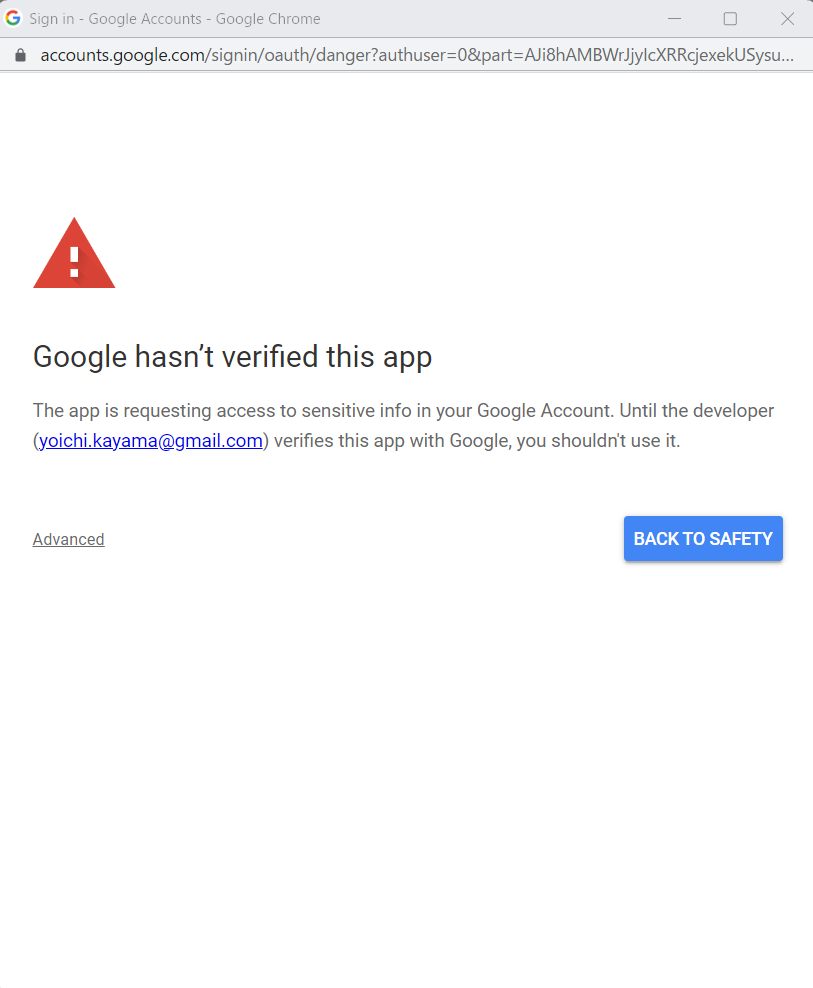 Sign in - Google Accounts - Google Chrome
accounts.google.com/signin/oauth/danger?authuser=0&part=AJi8hAMBWrJjyIcXRRcjexekUSysu...
Google hasn’t verified this app
The app is requesting access to sensitive info in your Google Account. Until the developer
(yoichi.kayama@gmail.com) verifies this app with Google, you shouldn't use it.
Advanced
BACK TO SAFETY